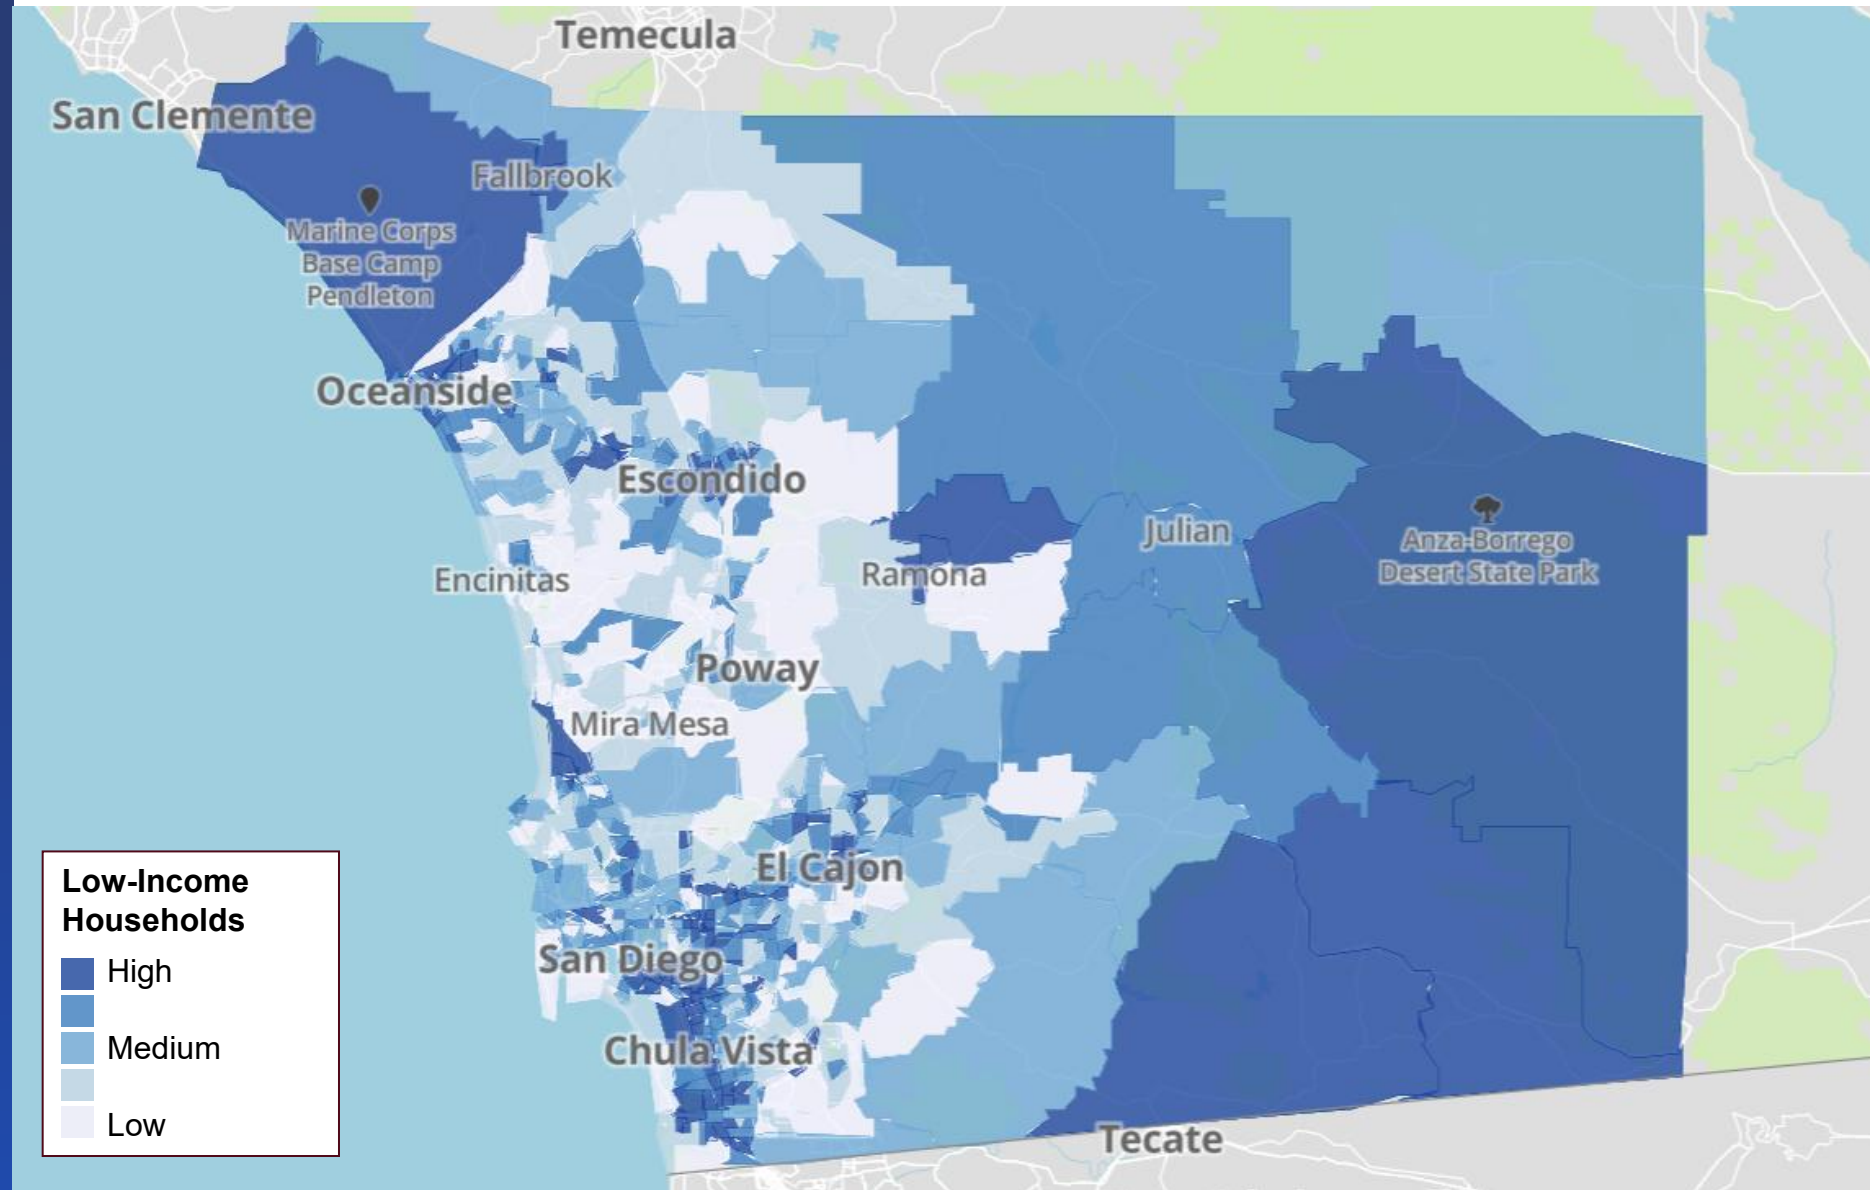 Temecula
San Clemente
Fallbrook
Marine Corps
Base Camp
Pendleton
Oceanside
Escondido
Julian
Anza-Borrego
Desert State Park
Encinitas
Ramona
Poway
Mira Mesa
El Cajon
San Diego
Chula Vista
Tecate
Low-Income
Households
High
Medium
Low